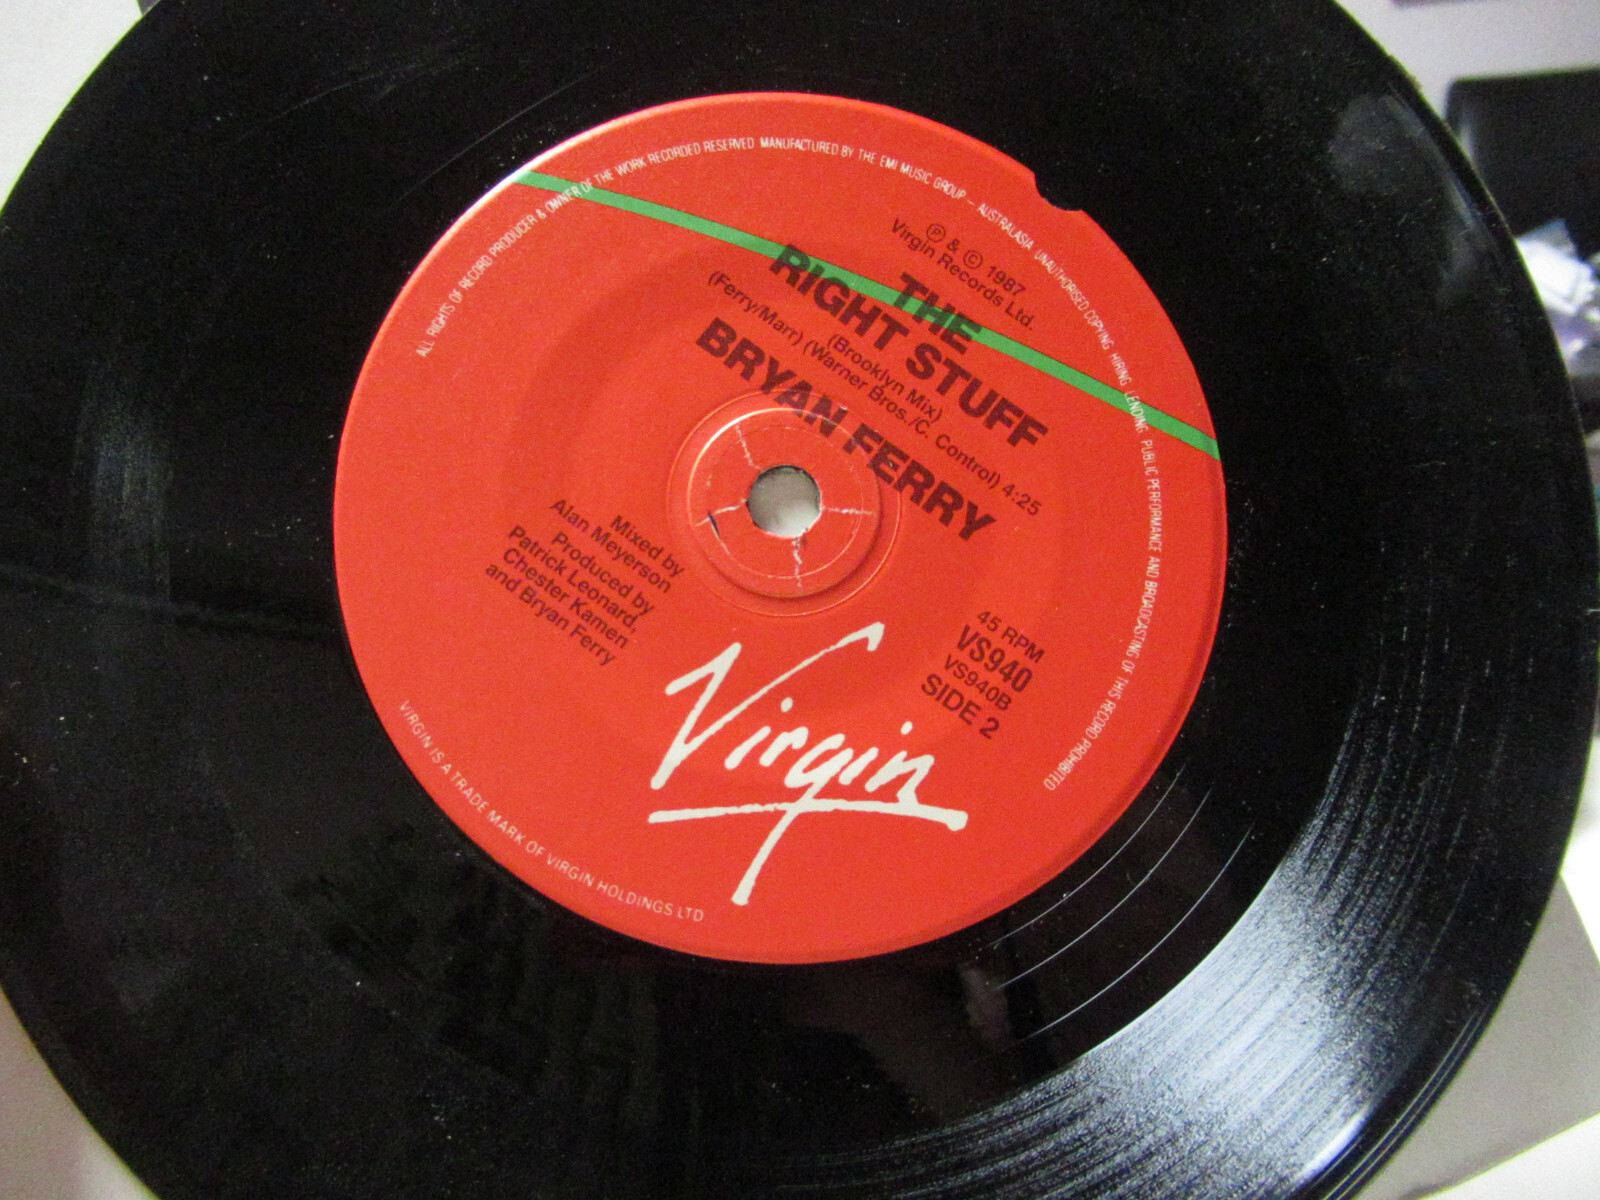 ALL RIGHTS OF RECORD PRODUCER & OWNER OF THE WORK RECORDED RESERVED MANUFACTURED BY THE EMI MUSIC GROUP – AUSTRALASIA UNAUTHORISED COPYING HIRING LENDING PUBLIC PERFORMANCE AND BROADCASTING OF THIS RECORD PROHIBITED
Ⓟ & © 1987
Virgin Records Ltd.
THE
RIGHT STUFF
(Brooklyn Mix)
(Ferry/Marr) (Warner Bros./C. Control) 4:25
BRYAN FERRY
Mixed by
Alan Meyerson
Produced by
Patrick Leonard,
Chester Kamen
and Bryan Ferry
45 RPM
VS940
VS940B
SIDE 2
Virgin
VIRGIN IS A TRADE MARK OF VIRGIN HOLDINGS LTD